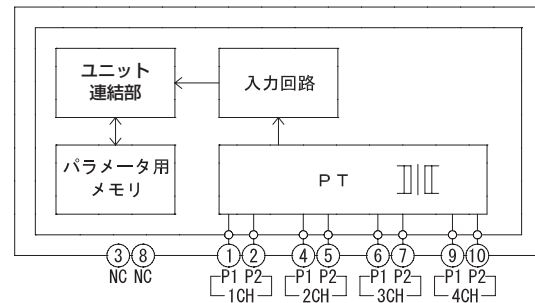 ユニット
連結部
入力回路
パラメータ用
メモリ
PT
③ ⑧ ① ② ④ ⑤ ⑥ ⑦ ⑨ ⑩
NC NC P1 P2 P1 P2 P1 P2 P1 P2
1CH 2CH 3CH 4CH